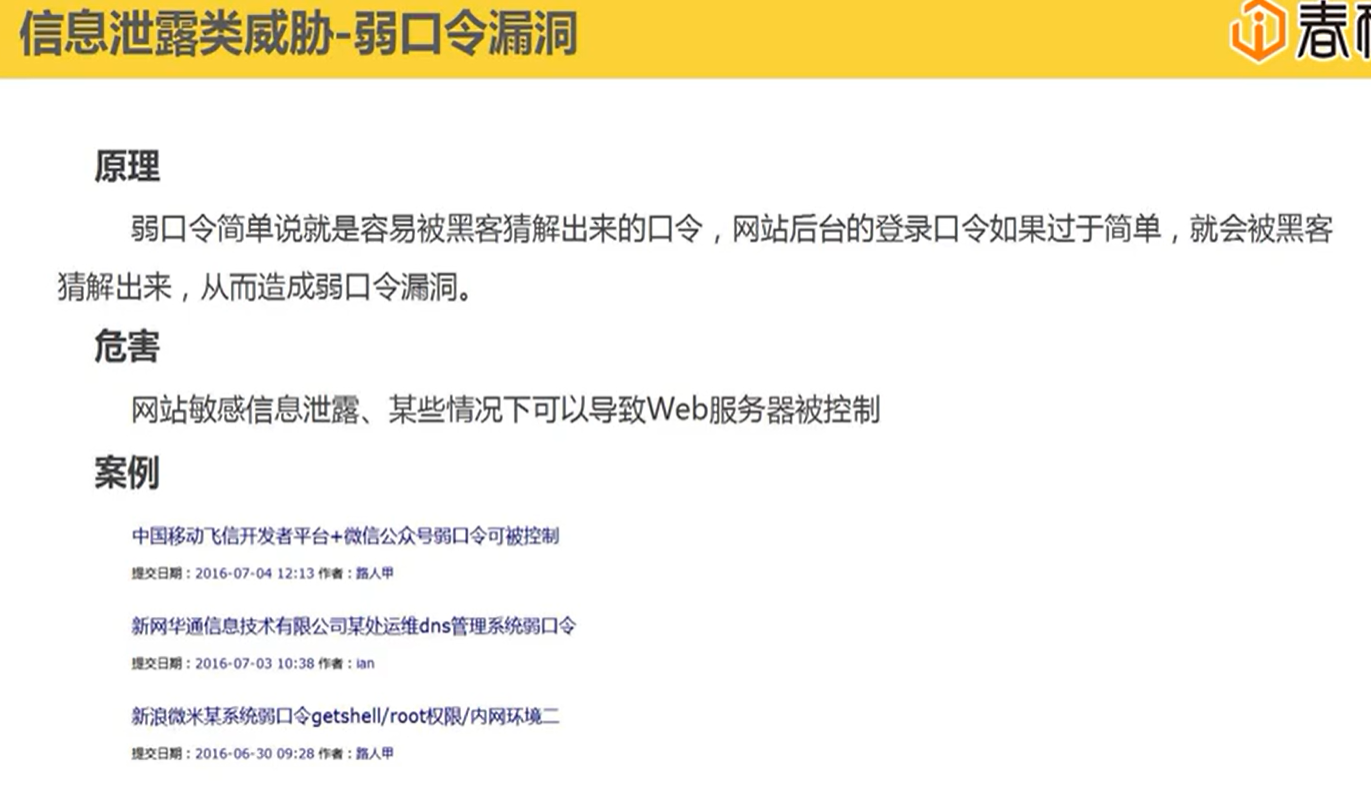 信息泄露类威胁-弱口令漏洞
春
原理
弱口令简单说就是容易被黑客猜解出来的口令，网站后台的登录口令如果过于简单，就会被黑客
猜解出来，从而造成弱口令漏洞。
危害
网站敏感信息泄露、某些情况下可以导致Web服务器被控制
案例
中国移动飞信开发者平台+微信公众号弱口令可被控制
提交日期：2016-07-04 12:13 作者：路人甲
新网华通信息技术有限公司某处运维dns管理系统弱口令
提交日期：2016-07-03 10:38 作者：ian
新浪微米某系统弱口令getshell/root权限/内网环境二
提交日期：2016-06-30 09:28 作者：路人甲